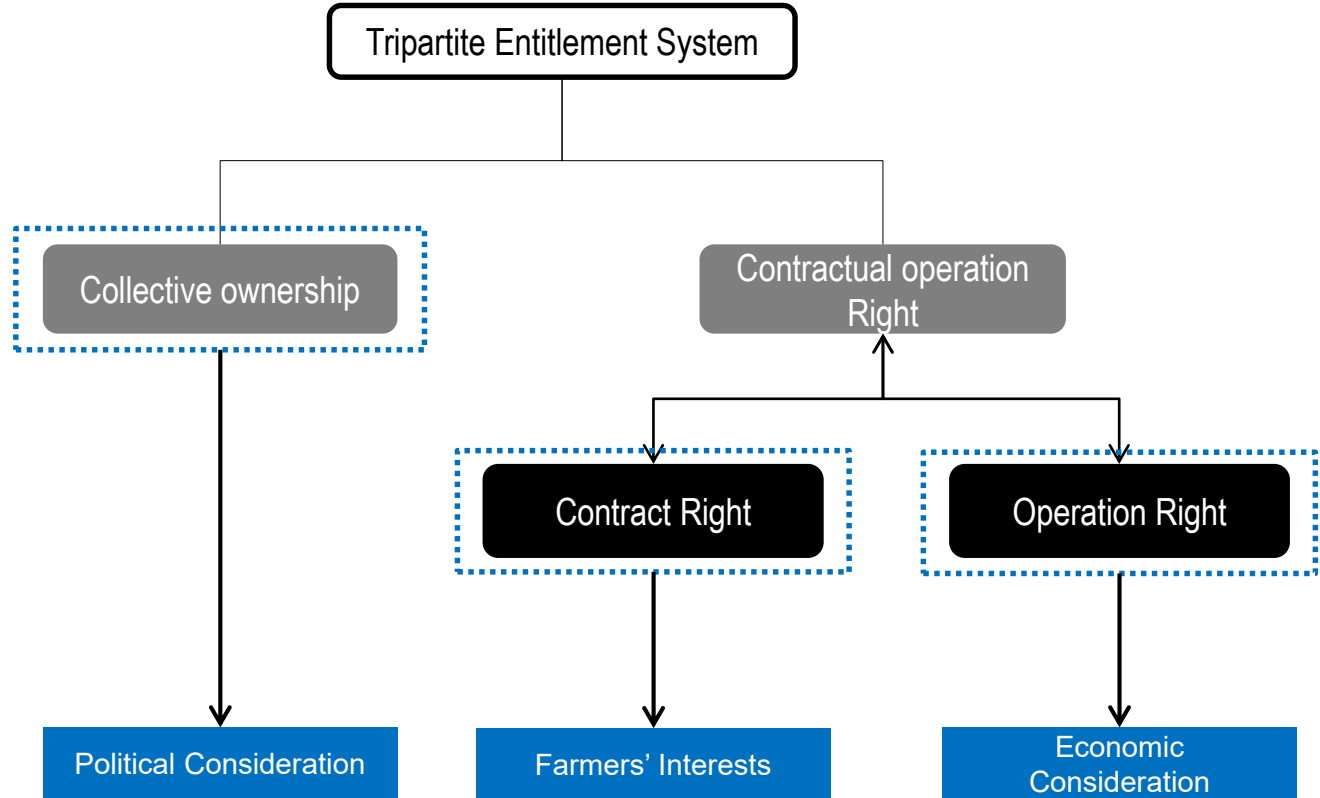 Tripartite Entitlement System
Collective ownership
Contractual operation
Right
Contract Right
Operation Right
Political Consideration
Farmers’ Interests
Economic
Consideration